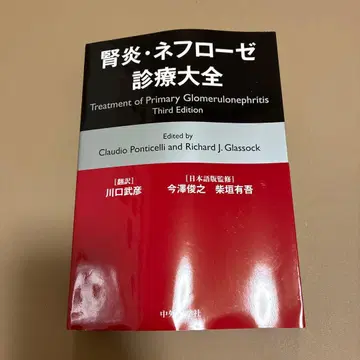 腎炎・ネフローゼ
診療大全
Treatment of Primary Glomerulonephritis
Third Edition
Edited by
Claudio Ponticelli and Richard J. Glassock
［翻訳］
川口武彦
［日本語版監修］
今澤俊之 柴垣有吾